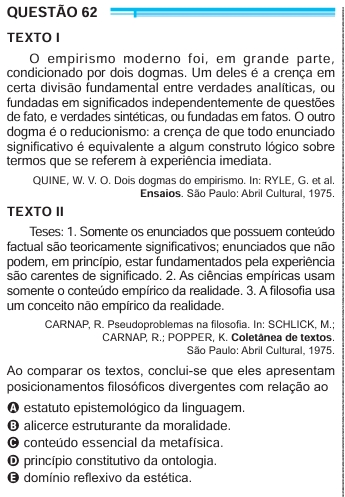 QUESTÃO 62
TEXTO I
O empirismo moderno foi, em grande parte,
condicionado por dois dogmas. Um deles é a crença em
certa divisão fundamental entre verdades analíticas, ou
fundadas em significados independentemente de questões
de fato, e verdades sintéticas, ou fundadas em fatos. O outro
dogma é o reducionismo: a crença de que todo enunciado
significativo é equivalente a algum construto lógico sobre
termos que se referem à experiência imediata.
QUINE, W. V. O. Dois dogmas do empirismo. In: RYLE, G. et al.
Ensaios. São Paulo: Abril Cultural, 1975.
TEXTO II
Teses: 1. Somente os enunciados que possuem conteúdo
factual são teoricamente significativos; enunciados que não
podem, em princípio, estar fundamentados pela experiência
são carentes de significado. 2. As ciências empíricas usam
somente o conteúdo empírico da realidade. 3. A filosofia usa
um conceito não empírico da realidade.
CARNAP, R. Pseudoproblemas na filosofia. In: SCHLICK, M.;
CARNAP, R.; POPPER, K. Coletânea de textos.
São Paulo: Abril Cultural, 1975.
Ao comparar os textos, conclui-se que eles apresentam
posicionamentos filosóficos divergentes com relação ao
A estatuto epistemológico da linguagem.
B alicerce estruturante da moralidade.
C conteúdo essencial da metafísica.
D princípio constitutivo da ontologia.
E domínio reflexivo da estética.